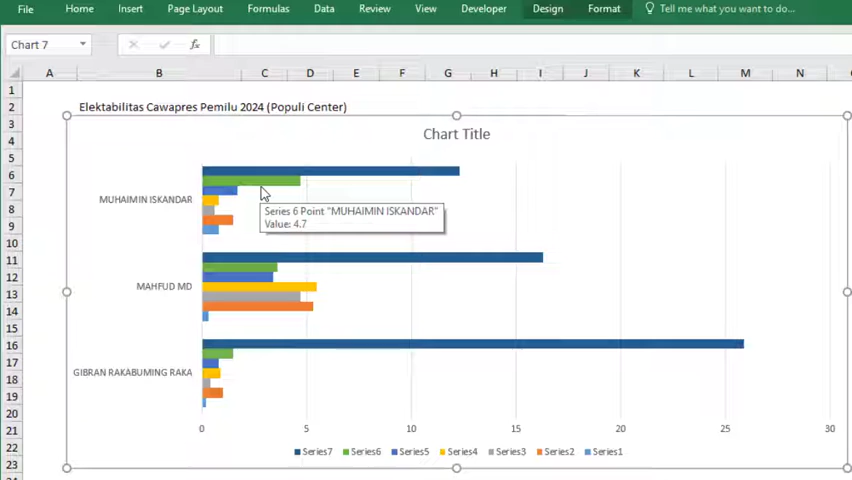 File Home Insert Page Layout Formulas Data Review View Developer Design Format Tell me what you want to do...
Chart 7 fx
A B C D E F G H I J K L M N
1
2 Elektabilitas Cawapres Pemilu 2024 (Populi Center)
3
4 Chart Title
5
6
7 MUHAIMIN ISKANDAR
8 Series 6 Point "MUHAIMIN ISKANDAR"
9 Value: 4.7
10
11
12 MAHFUD MD
13
14
15
16
17 GIBRAN RAKABUMING RAKA
18
19
20
21 0 5 10 15 20 25 30
22 Series7 Series6 Series5 Series4 Series3 Series2 Series1
23